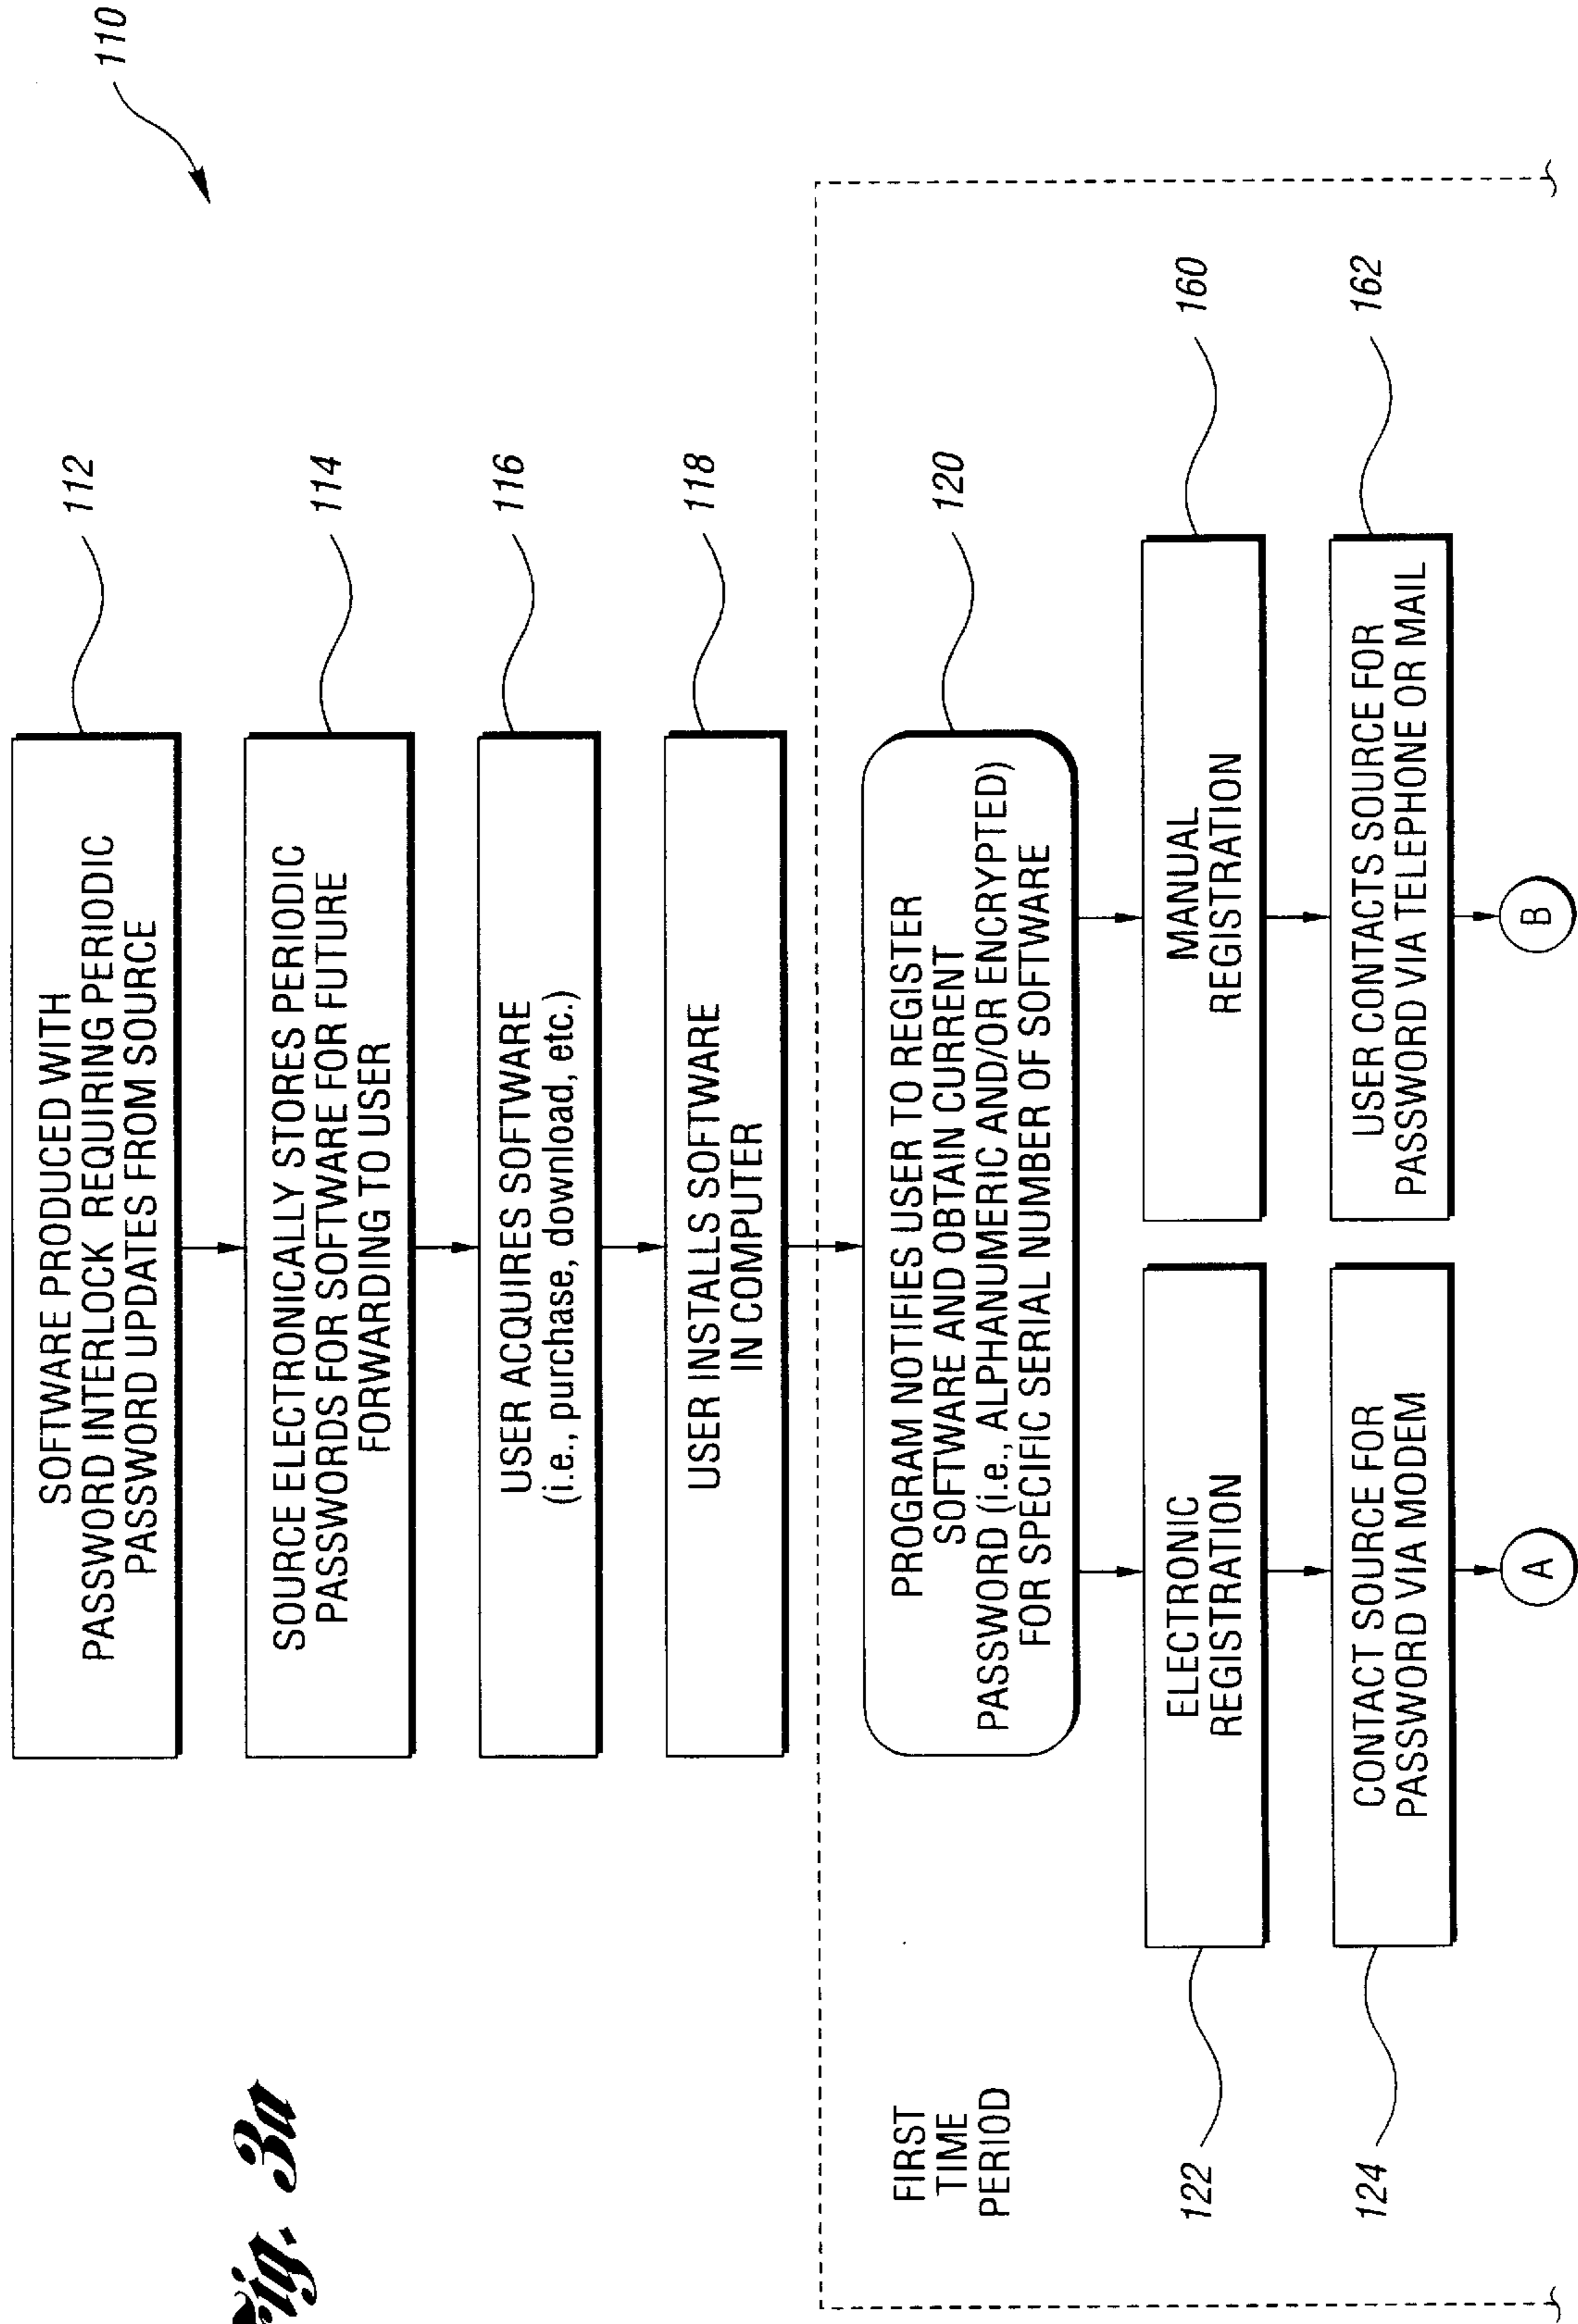 110
SOFTWARE PRODUCED WITH
PASSWORD INTERLOCK REQUIRING PERIODIC
PASSWORD UPDATES FROM SOURCE
112
SOURCE ELECTRONICALLY STORES PERIODIC
PASSWORDS FOR SOFTWARE FOR FUTURE
FORWARDING TO USER
114
USER ACQUIRES SOFTWARE
(i.e., purchase, download, etc.)
116
USER INSTALLS SOFTWARE
IN COMPUTER
118
FIRST
TIME
PERIOD
PROGRAM NOTIFIES USER TO REGISTER
SOFTWARE AND OBTAIN CURRENT
PASSWORD (i.e., ALPHANUMERIC AND/OR ENCRYPTED)
FOR SPECIFIC SERIAL NUMBER OF SOFTWARE
120
122
ELECTRONIC
REGISTRATION
MANUAL
REGISTRATION
160
124
CONTACT SOURCE FOR
PASSWORD VIA MODEM
USER CONTACTS SOURCE FOR
PASSWORD VIA TELEPHONE OR MAIL
162
A
B
Fig. 3a